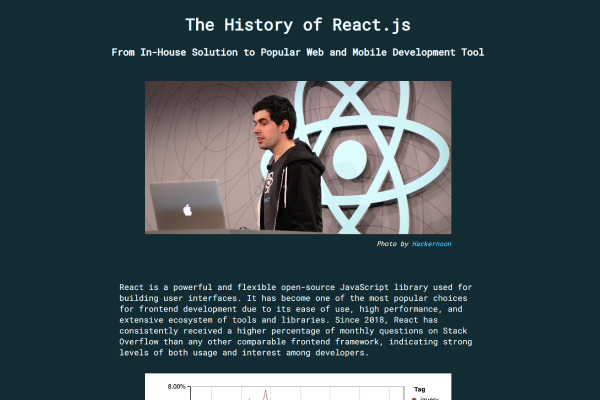 The History of React.js
From In-House Solution to Popular Web and Mobile Development Tool
Photo by Hackernoon
React is a powerful and flexible open-source JavaScript library used for
building user interfaces. It has become one of the most popular choices
for frontend development due to its ease of use, high performance, and
extensive ecosystem of tools and libraries. Since 2018, React has
consistently received a higher percentage of monthly questions on Stack
Overflow than any other comparable frontend framework, indicating strong
levels of both usage and interest among developers.
8.00%
Tag